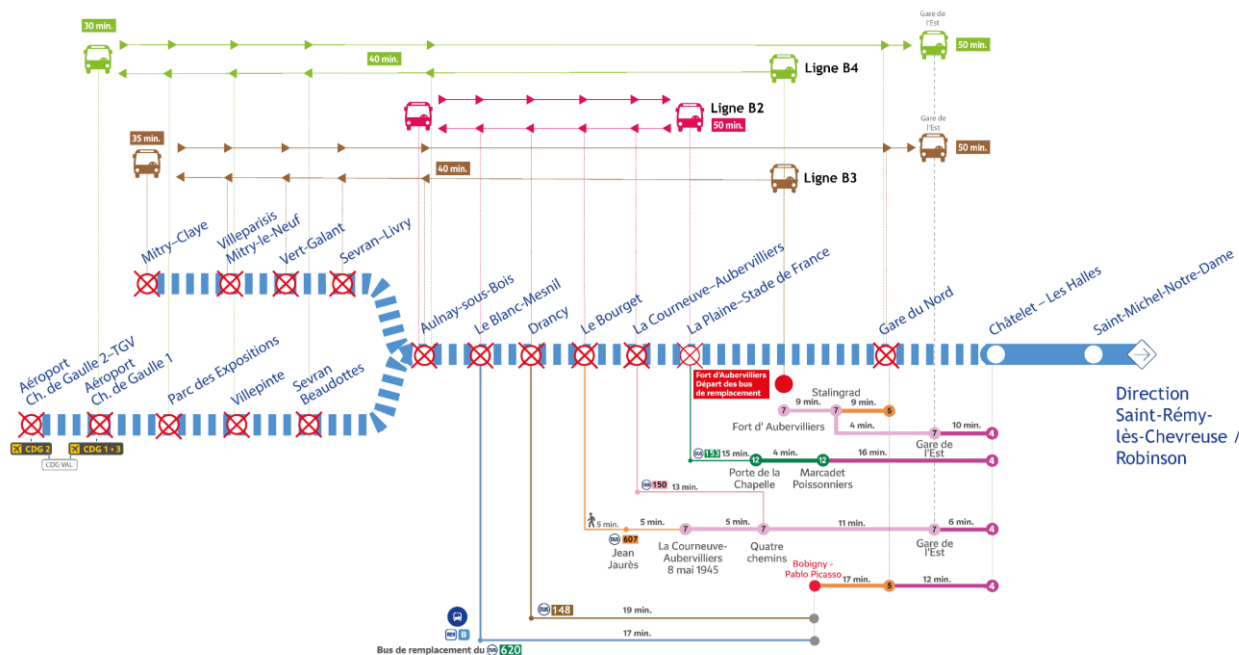 30 min.
Gare de
l'Est
50 min.
40 min.
Ligne B4
Ligne B2
50 min.
35 min.
Gare de
l'Est
50 min.
40 min.
Ligne B3
Mitry–Claye
Villeparisis
Mitry-le-Neuf
Vert-Galant
Sevran–Livry
Aulnay-sous-Bois
Le Blanc-Mesnil
Drancy
Le Bourget
La Courneuve–Aubervilliers
La Plaine–Stade de France
Gare du Nord
Châtelet – Les Halles
Saint-Michel-Notre-Dame
Aéroport
Ch. de Gaulle 2–TGV
Aéroport
Ch. de Gaulle 1
Parc des Expositions
Villepinte
Sevran
Beaudottes
CDG 2
CDG 1 - 3
CDG VAL
Direction
Saint-Rémy-
lès-Chevreuse /
Robinson
Fort d'Aubervilliers
Départ des bus
de remplacement
Stalingrad
9 min.
9 min.
7
7
5
Fort d' Aubervilliers
4 min.
10 min.
7
4
Gare de
l'Est
BUS 153
15 min.
4 min.
16 min.
12
12
4
Porte de la
Chapelle
Marcadet
Poissonniers
BUS 150
13 min.
5 min.
5 min.
5 min.
11 min.
6 min.
7
7
7
4
BUS 607
Jean
Jaurès
La Courneuve-
Aubervilliers
8 mai 1945
Quatre
chemins
Gare de
l'Est
Bobigny -
Pablo Picasso
17 min.
12 min.
5
4
BUS 148
19 min.
17 min.
RER B
Bus de remplacement du BUS 620